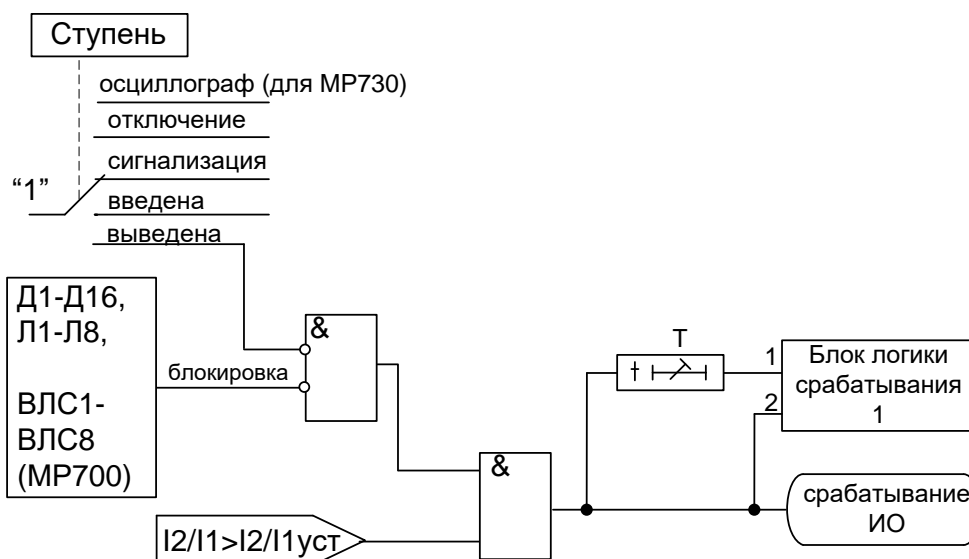 Ступень
осциллограф (для МР730)
отключение
сигнализация
“1”
введена
выведена
Д1-Д16,
Л1-Л8,
блокировка
ВЛС1-
ВЛС8
(МР700)
&
T
1
2
Блок логики
срабатывания
1
&
I2/I1>I2/I1уст
срабатывание
ИО